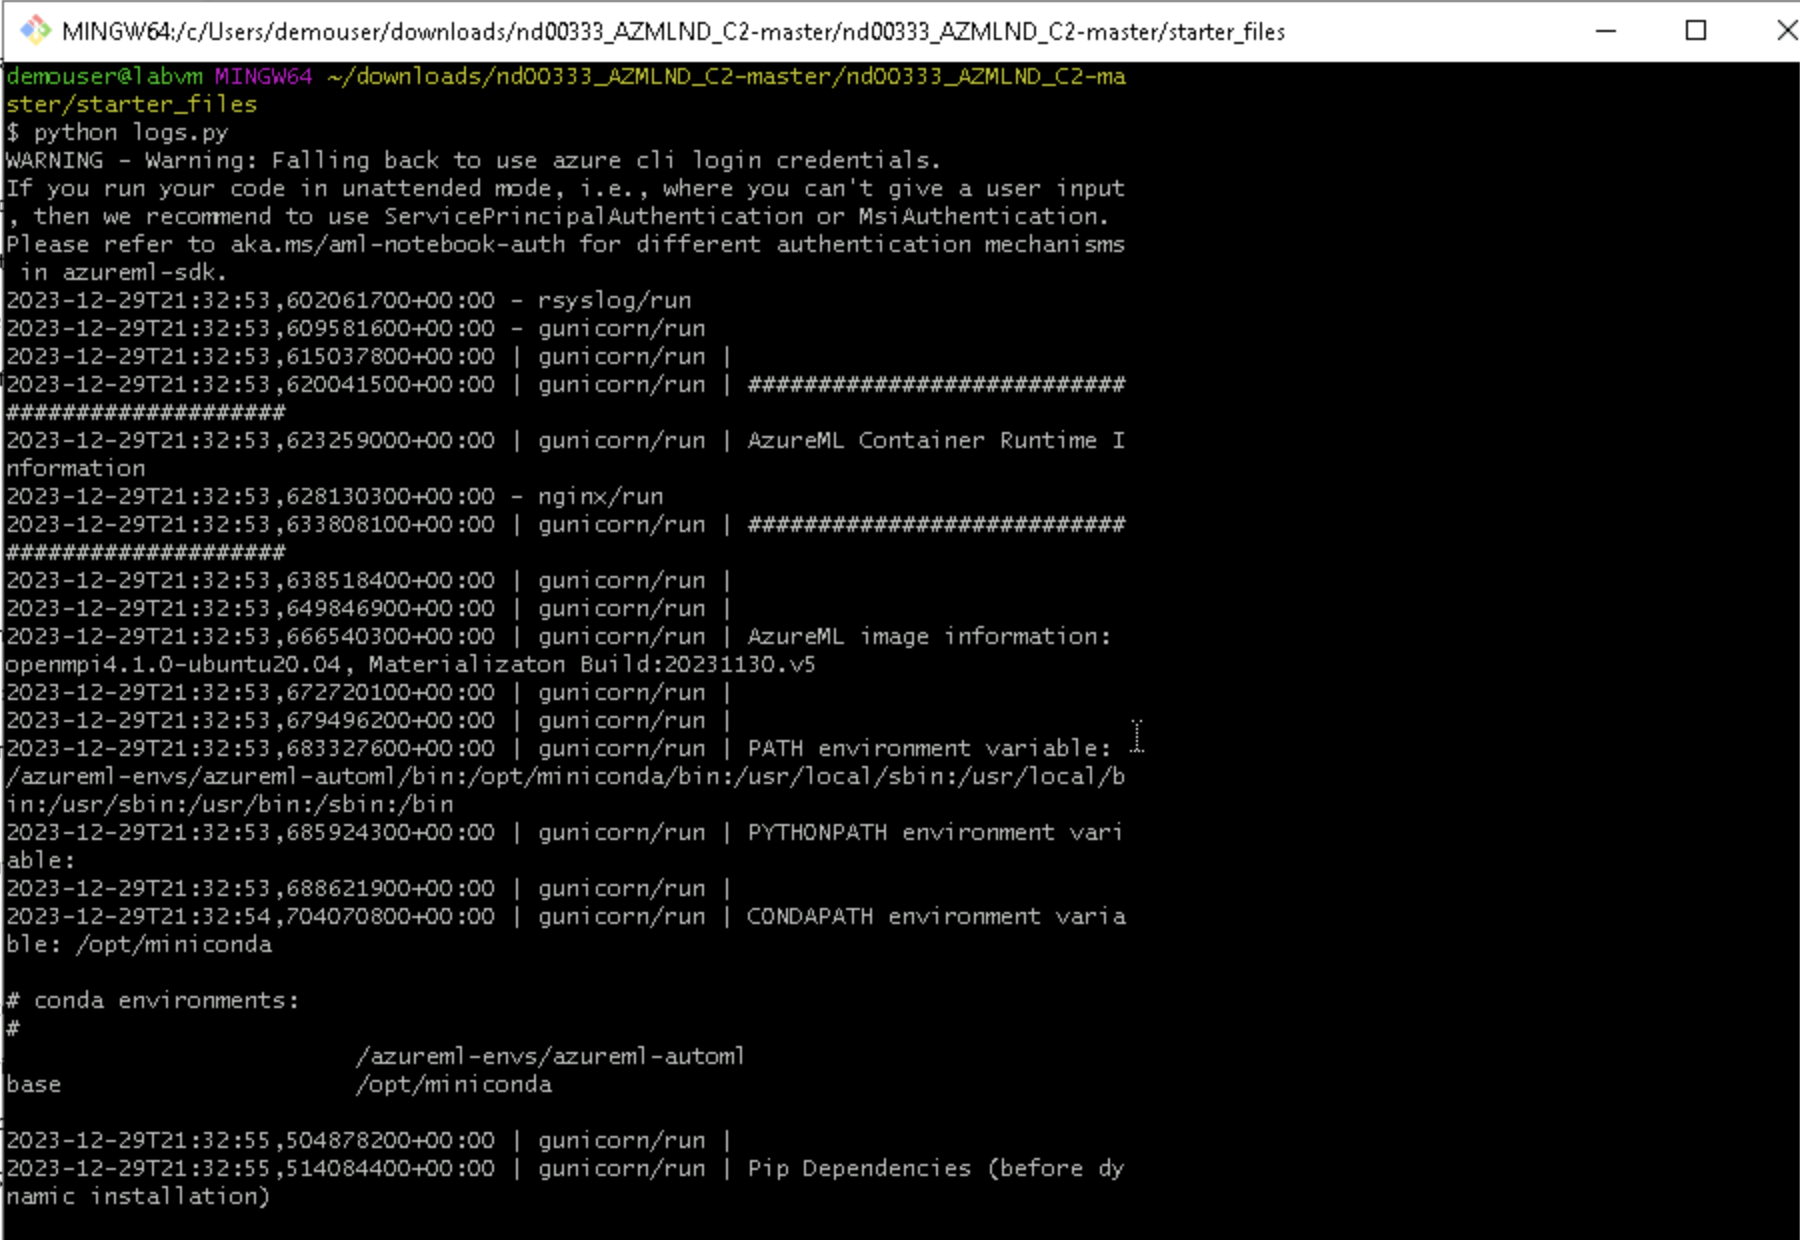 MINGW64:/c/Users/demouser/downloads/nd00333_AZMLND_C2-master/nd00333_AZMLND_C2-master/starter_files
demouser@labvm MINGW64 ~/downloads/nd00333_AZMLND_C2-master/nd00333_AZMLND_C2-ma
ster/starter_files
$ python logs.py
WARNING - Warning: Falling back to use azure cli login credentials.
If you run your code in unattended mode, i.e., where you can't give a user input
, then we recommend to use ServicePrincipalAuthentication or MsiAuthentication.
Please refer to aka.ms/aml-notebook-auth for different authentication mechanisms
 in azureml-sdk.
2023-12-29T21:32:53,602061700+00:00 - rsyslog/run
2023-12-29T21:32:53,609581600+00:00 - gunicorn/run
2023-12-29T21:32:53,615037800+00:00 | gunicorn/run |
2023-12-29T21:32:53,620041500+00:00 | gunicorn/run | ###########################
####################
2023-12-29T21:32:53,623259000+00:00 | gunicorn/run | AzureML Container Runtime I
nformation
2023-12-29T21:32:53,628130300+00:00 - nginx/run
2023-12-29T21:32:53,633808100+00:00 | gunicorn/run | ###########################
####################
2023-12-29T21:32:53,638518400+00:00 | gunicorn/run |
2023-12-29T21:32:53,649846900+00:00 | gunicorn/run |
2023-12-29T21:32:53,666540300+00:00 | gunicorn/run | AzureML image information:
openmpi4.1.0-ubuntu20.04, Materializaton Build:20231130.v5
2023-12-29T21:32:53,672720100+00:00 | gunicorn/run |
2023-12-29T21:32:53,679496200+00:00 | gunicorn/run |
2023-12-29T21:32:53,683327600+00:00 | gunicorn/run | PATH environment variable:
/azureml-envs/azureml-automl/bin:/opt/miniconda/bin:/usr/local/sbin:/usr/local/b
in:/usr/sbin:/usr/bin:/sbin:/bin
2023-12-29T21:32:53,685924300+00:00 | gunicorn/run | PYTHONPATH environment vari
able:
2023-12-29T21:32:53,688621900+00:00 | gunicorn/run |
2023-12-29T21:32:54,704070800+00:00 | gunicorn/run | CONDAPATH environment varia
ble: /opt/miniconda
# conda environments:
#
/azureml-envs/azureml-automl
base                     /opt/miniconda
2023-12-29T21:32:55,504878200+00:00 | gunicorn/run |
2023-12-29T21:32:55,514084400+00:00 | gunicorn/run | Pip Dependencies (before dy
namic installation)